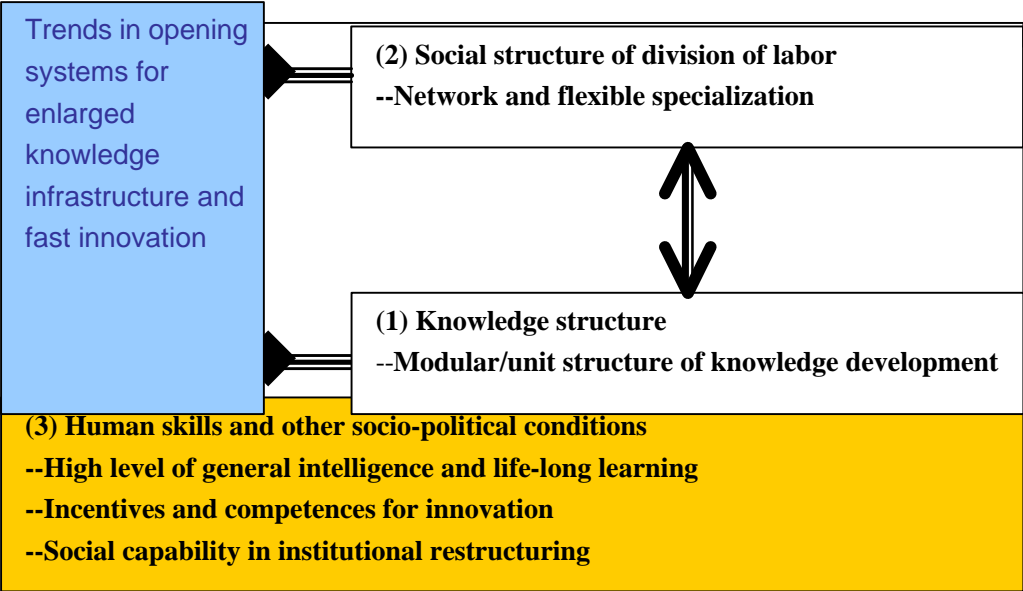 Trends in opening
systems for
enlarged
knowledge
infrastructure and
fast innovation
(2) Social structure of division of labor
--Network and flexible specialization
(1) Knowledge structure
--Modular/unit structure of knowledge development
(3) Human skills and other socio-political conditions
--High level of general intelligence and life-long learning
--Incentives and competences for innovation
--Social capability in institutional restructuring